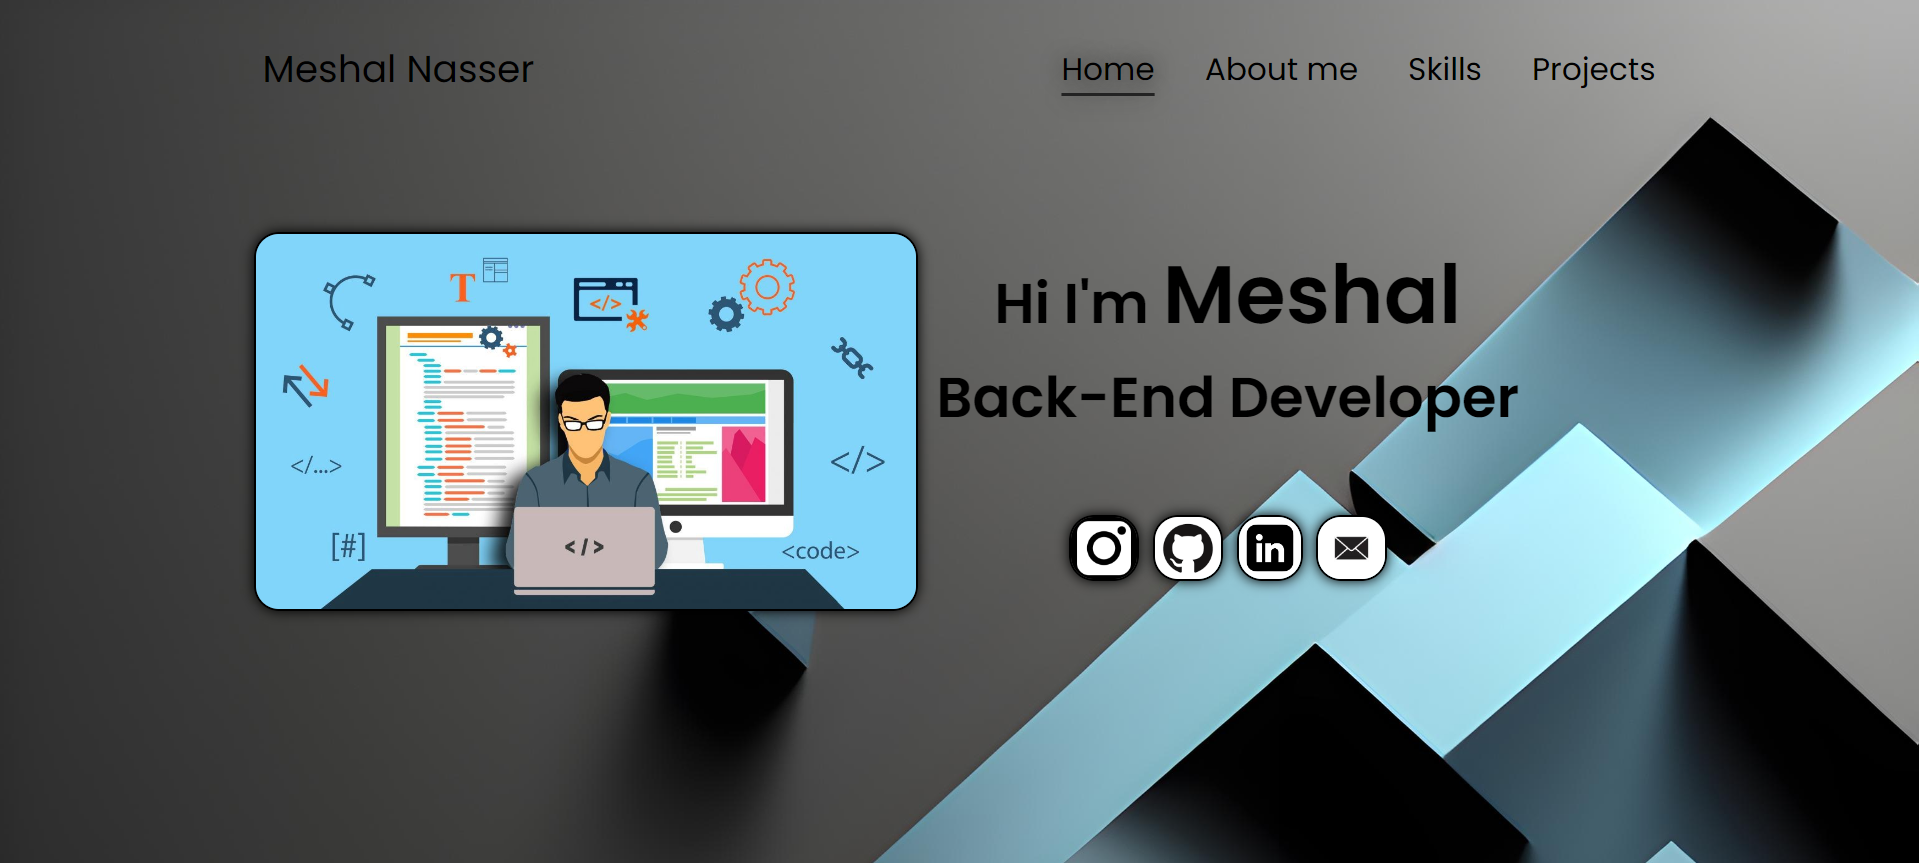 Meshal Nasser
Home About me Skills Projects
Hi I'm Meshal
Back-End Developer
T
</>
</...>
</>
[#]
</>
<code>
in